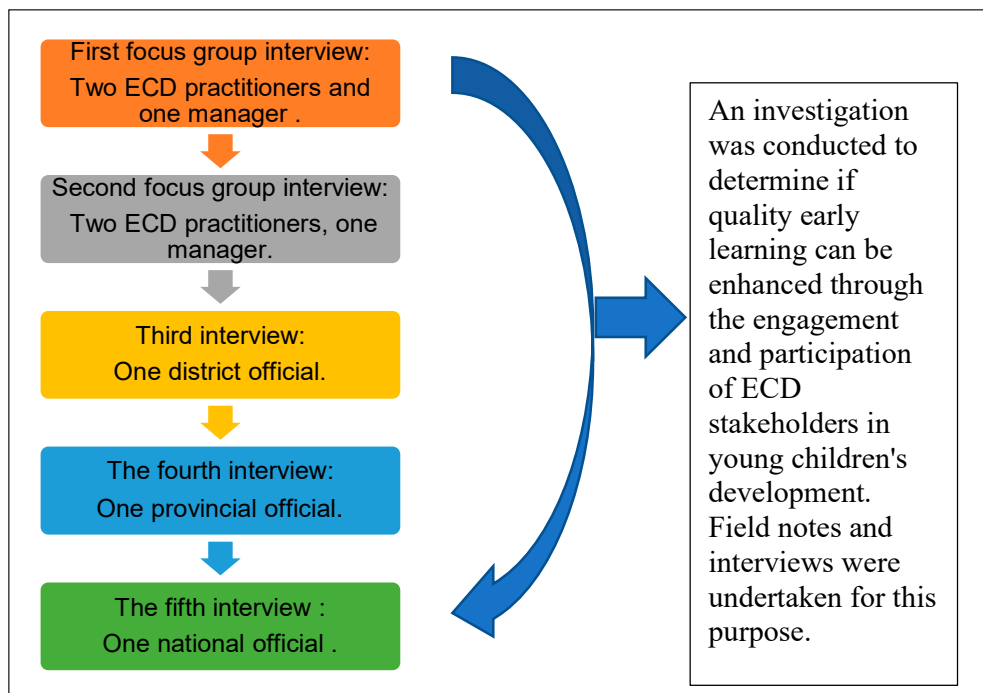 First focus group interview:
Two ECD practitioners and
one manager .
Second focus group interview:
Two ECD practitioners, one
manager.
Third interview:
One district official.
The fourth interview:
One provincial official.
The fifth interview :
One national official .
An investigation
was conducted to
determine if
quality early
learning can be
enhanced through
the engagement
and participation
of ECD
stakeholders in
young children's
development.
Field notes and
interviews were
undertaken for this
purpose.